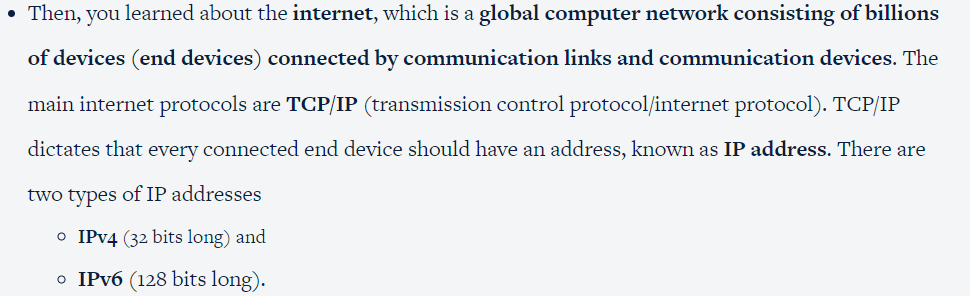 • Then, you learned about the internet, which is a global computer network consisting of billions
of devices (end devices) connected by communication links and communication devices. The
main internet protocols are TCP/IP (transmission control protocol/internet protocol). TCP/IP
dictates that every connected end device should have an address, known as IP address. There are
two types of IP addresses
◦ IPv4 (32 bits long) and
◦ IPv6 (128 bits long).